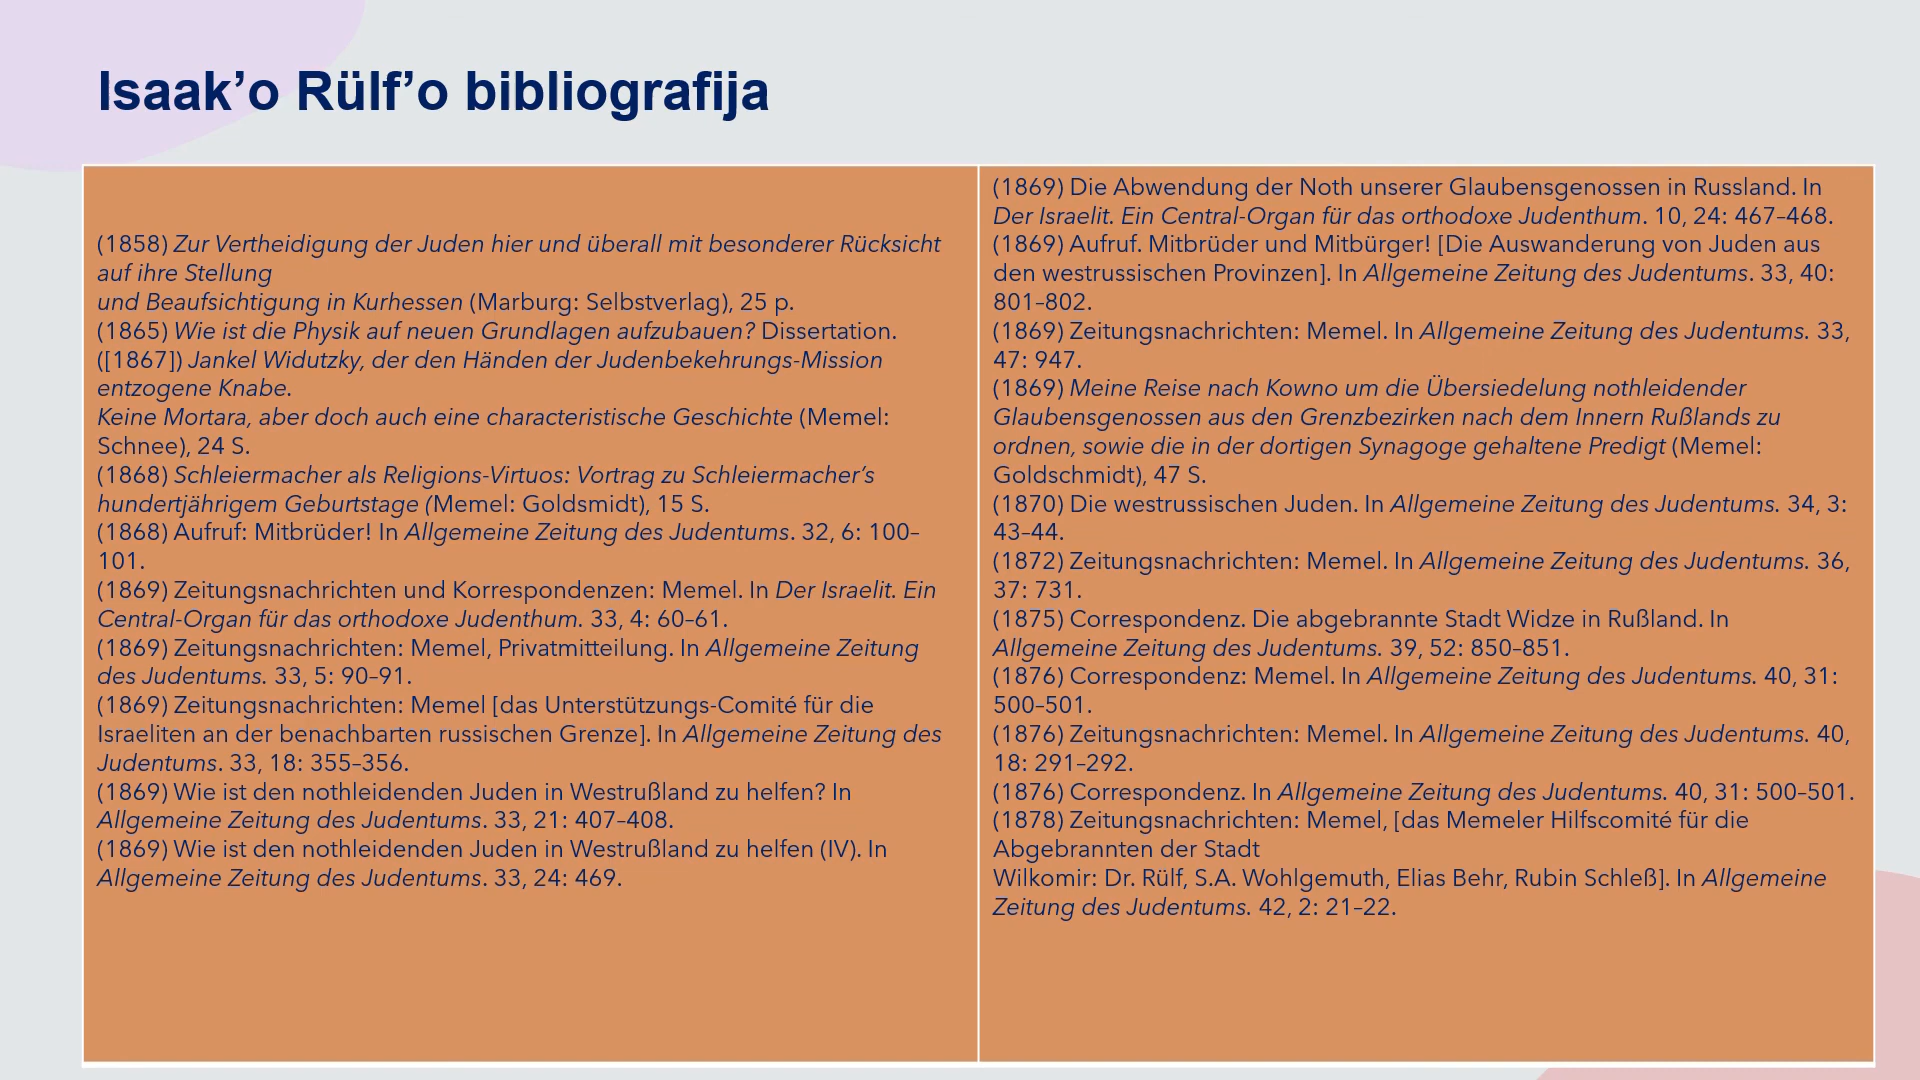 Isaak’o Rülf’o bibliografija
(1858) Zur Vertheidigung der Juden hier und überall mit besonderer Rücksicht
auf ihre Stellung
und Beaufsichtigung in Kurhessen (Marburg: Selbstverlag), 25 p.
(1865) Wie ist die Physik auf neuen Grundlagen aufzubauen? Dissertation.
([1867]) Jankel Widutzky, der den Händen der Judenbekehrungs-Mission
entzogene Knabe.
Keine Mortara, aber doch auch eine characteristische Geschichte (Memel:
Schnee), 24 S.
(1868) Schleiermacher als Religions-Virtuos: Vortrag zu Schleiermacher’s
hundertjährigem Geburtstage (Memel: Goldsmidt), 15 S.
(1868) Aufruf: Mitbrüder! In Allgemeine Zeitung des Judentums. 32, 6: 100–
101.
(1869) Zeitungsnachrichten und Korrespondenzen: Memel. In Der Israelit. Ein
Central-Organ für das orthodoxe Judenthum. 33, 4: 60–61.
(1869) Zeitungsnachrichten: Memel, Privatmitteilung. In Allgemeine Zeitung
des Judentums. 33, 5: 90–91.
(1869) Zeitungsnachrichten: Memel [das Unterstützungs-Comité für die
Israeliten an der benachbarten russischen Grenze]. In Allgemeine Zeitung des
Judentums. 33, 18: 355–356.
(1869) Wie ist den nothleidenden Juden in Westrußland zu helfen? In
Allgemeine Zeitung des Judentums. 33, 21: 407–408.
(1869) Wie ist den nothleidenden Juden in Westrußland zu helfen (IV). In
Allgemeine Zeitung des Judentums. 33, 24: 469.
(1869) Die Abwendung der Noth unserer Glaubensgenossen in Russland. In
Der Israelit. Ein Central-Organ für das orthodoxe Judenthum. 10, 24: 467–468.
(1869) Aufruf. Mitbrüder und Mitbürger! [Die Auswanderung von Juden aus
den westrussischen Provinzen]. In Allgemeine Zeitung des Judentums. 33, 40:
801–802.
(1869) Zeitungsnachrichten: Memel. In Allgemeine Zeitung des Judentums. 33,
47: 947.
(1869) Meine Reise nach Kowno um die Übersiedelung nothleidender
Glaubensgenossen aus den Grenzbezirken nach dem Innern Rußlands zu
ordnen, sowie die in der dortigen Synagoge gehaltene Predigt (Memel:
Goldschmidt), 47 S.
(1870) Die westrussischen Juden. In Allgemeine Zeitung des Judentums. 34, 3:
43–44.
(1872) Zeitungsnachrichten: Memel. In Allgemeine Zeitung des Judentums. 36,
37: 731.
(1875) Correspondenz. Die abgebrannte Stadt Widze in Rußland. In
Allgemeine Zeitung des Judentums. 39, 52: 850–851.
(1876) Correspondenz: Memel. In Allgemeine Zeitung des Judentums. 40, 31:
500–501.
(1876) Zeitungsnachrichten: Memel. In Allgemeine Zeitung des Judentums. 40,
18: 291–292.
(1876) Correspondenz. In Allgemeine Zeitung des Judentums. 40, 31: 500–501.
(1878) Zeitungsnachrichten: Memel, [das Memeler Hilfscomité für die
Abgebrannten der Stadt
Wilkomir: Dr. Rülf, S.A. Wohlgemuth, Elias Behr, Rubin Schleß]. In Allgemeine
Zeitung des Judentums. 42, 2: 21–22.